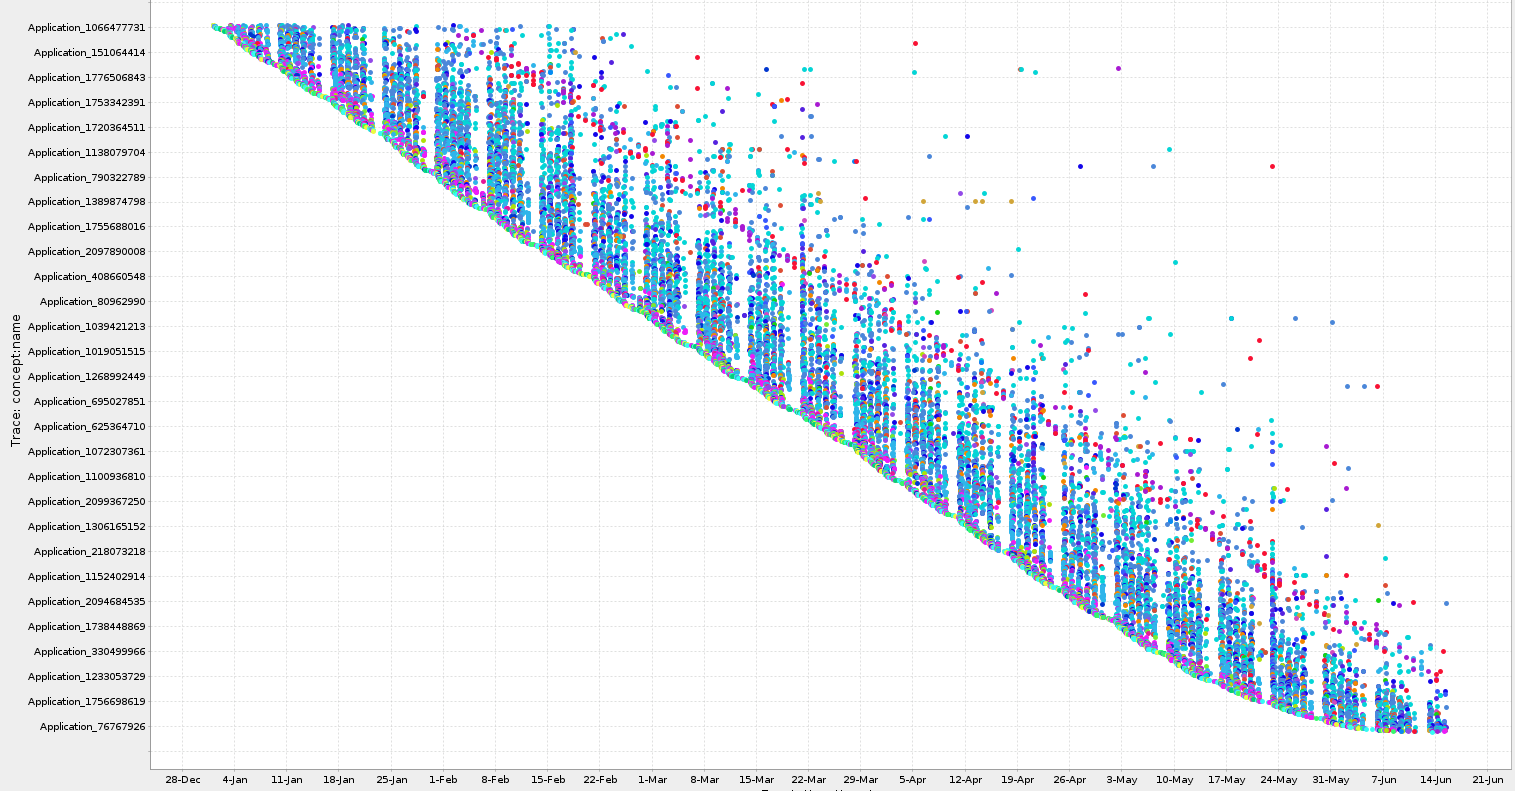 Application_1066477731
Application_151064414
Application_1776506843
Application_1753342391
Application_1720364511
Application_1138079704
Application_790322789
Application_1389874798
Application_1755688016
Application_2097890008
Application_408660548
Application_80962990
Application_1039421213
Application_1019051515
Application_1268992449
Application_695027851
Application_625364710
Application_1072307361
Application_1100936810
Application_2099367250
Application_1306165152
Application_218073218
Application_1152402914
Application_2094684535
Application_1738448869
Application_330499966
Application_1233053729
Application_1756698619
Application_76767926
Trace: concept:name
28-Dec 4-Jan 11-Jan 18-Jan 25-Jan 1-Feb 8-Feb 15-Feb 22-Feb 1-Mar 8-Mar 15-Mar 22-Mar 29-Mar 5-Apr 12-Apr 19-Apr 26-Apr 3-May 10-May 17-May 24-May 31-May 7-Jun 14-Jun 21-Jun